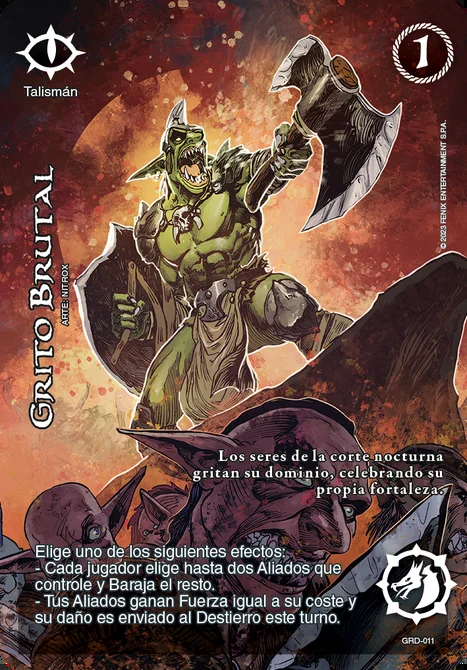 1
Talismán
© 2023 FENIX ENTERTAINMENT S.P.A.
GRITO BRUTAL
ARTE: NITROX
Los seres de la corte nocturna
gritan su dominio, celebrando su
propia fortaleza.
Elige uno de los siguientes efectos:
- Cada jugador elige hasta dos Aliados que
controle y Baraja el resto.
- Tus Aliados ganan Fuerza igual a su coste y
su daño es enviado al Destierro este turno.
GRD-011